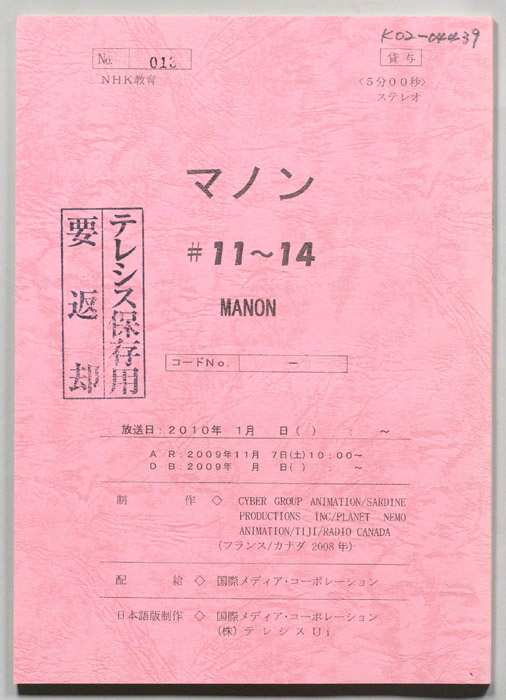 K02-04439
No. 013
貸与
NHK教育
<5分00秒>
ステレオ
マノン
#11～14
MANON
テレシス保存用
要返却
コードNo. －
放送日:2010年 1月 日( ) : ～
AR:2009年11月 7日(土)10:00～
DB:2009年 月 日( ) : ～
制作◇ CYBER GROUP ANIMATION/SARDINE
PRODUCTIONS INC/PLANET NEMO
ANIMATION/TIJI/RADIO CANADA
(フランス/カナダ 2008年)
配給◇ 国際メディア・コーポレーション
日本語版制作◇ 国際メディア・コーポレーション
(株)テレシスUi